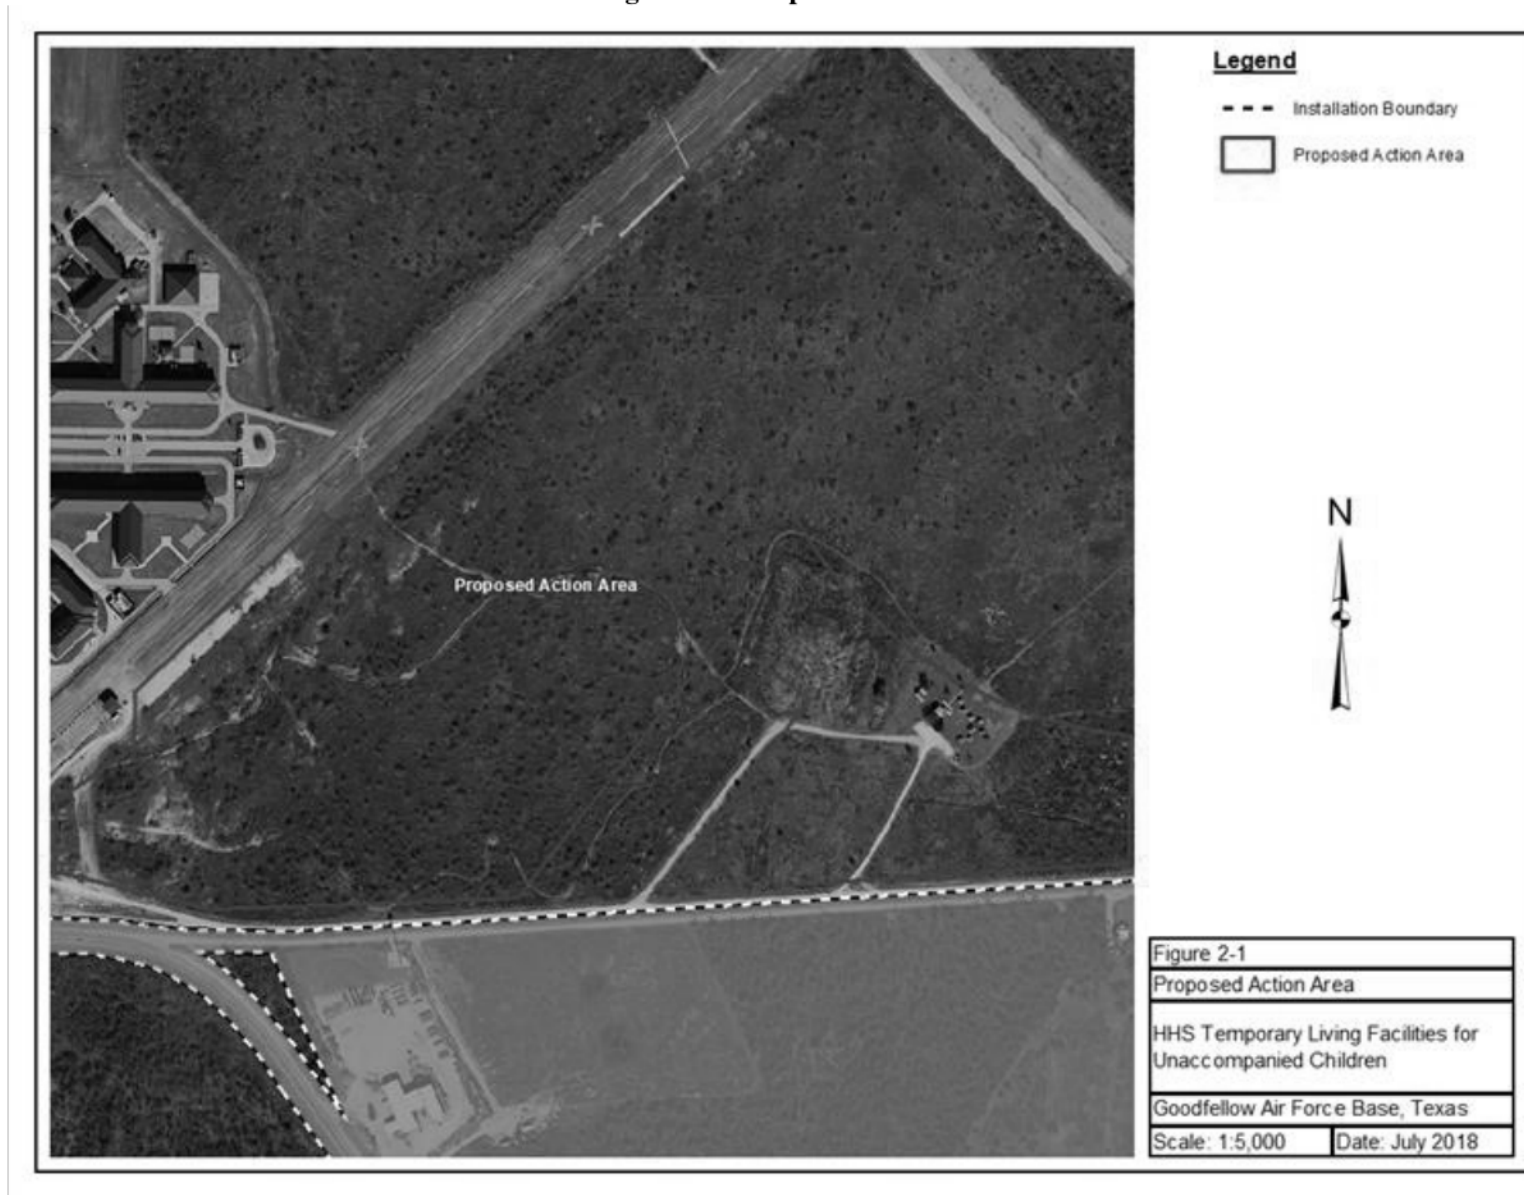 Legend
Installation Boundary
Proposed Action Area
Proposed Action Area
N
Figure 2-1
Proposed Action Area
HHS Temporary Living Facilities for
Unaccompanied Children
Goodfellow Air Force Base, Texas
Scale: 1:5,000
Date: July 2018